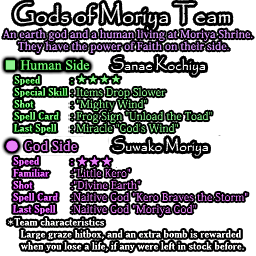 Gods of Moriya Team
An earth god and a human living at Moriya Shrine.
They have the power of Faith on their side.
■ Human Side Sanae Kochiya
Speed : ★★★★
Special Skill : Items Drop Slower
Shot : "Mighty Wind"
Spell Card : Frog Sign "Unload the Toad"
Last Spell : Miracle "God's Wind"
● God Side Suwako Moriya
Speed : ★★★
Familiar : "Little Kero"
Shot : "Divine Earth"
Spell Card : Naitive God "Kero Braves the Storm"
Last Spell : Naitive God "Moriya God"
*Team characteristics
Large graze hitbox, and an extra bomb is rewarded
when you lose a life, if any were left in stock before.